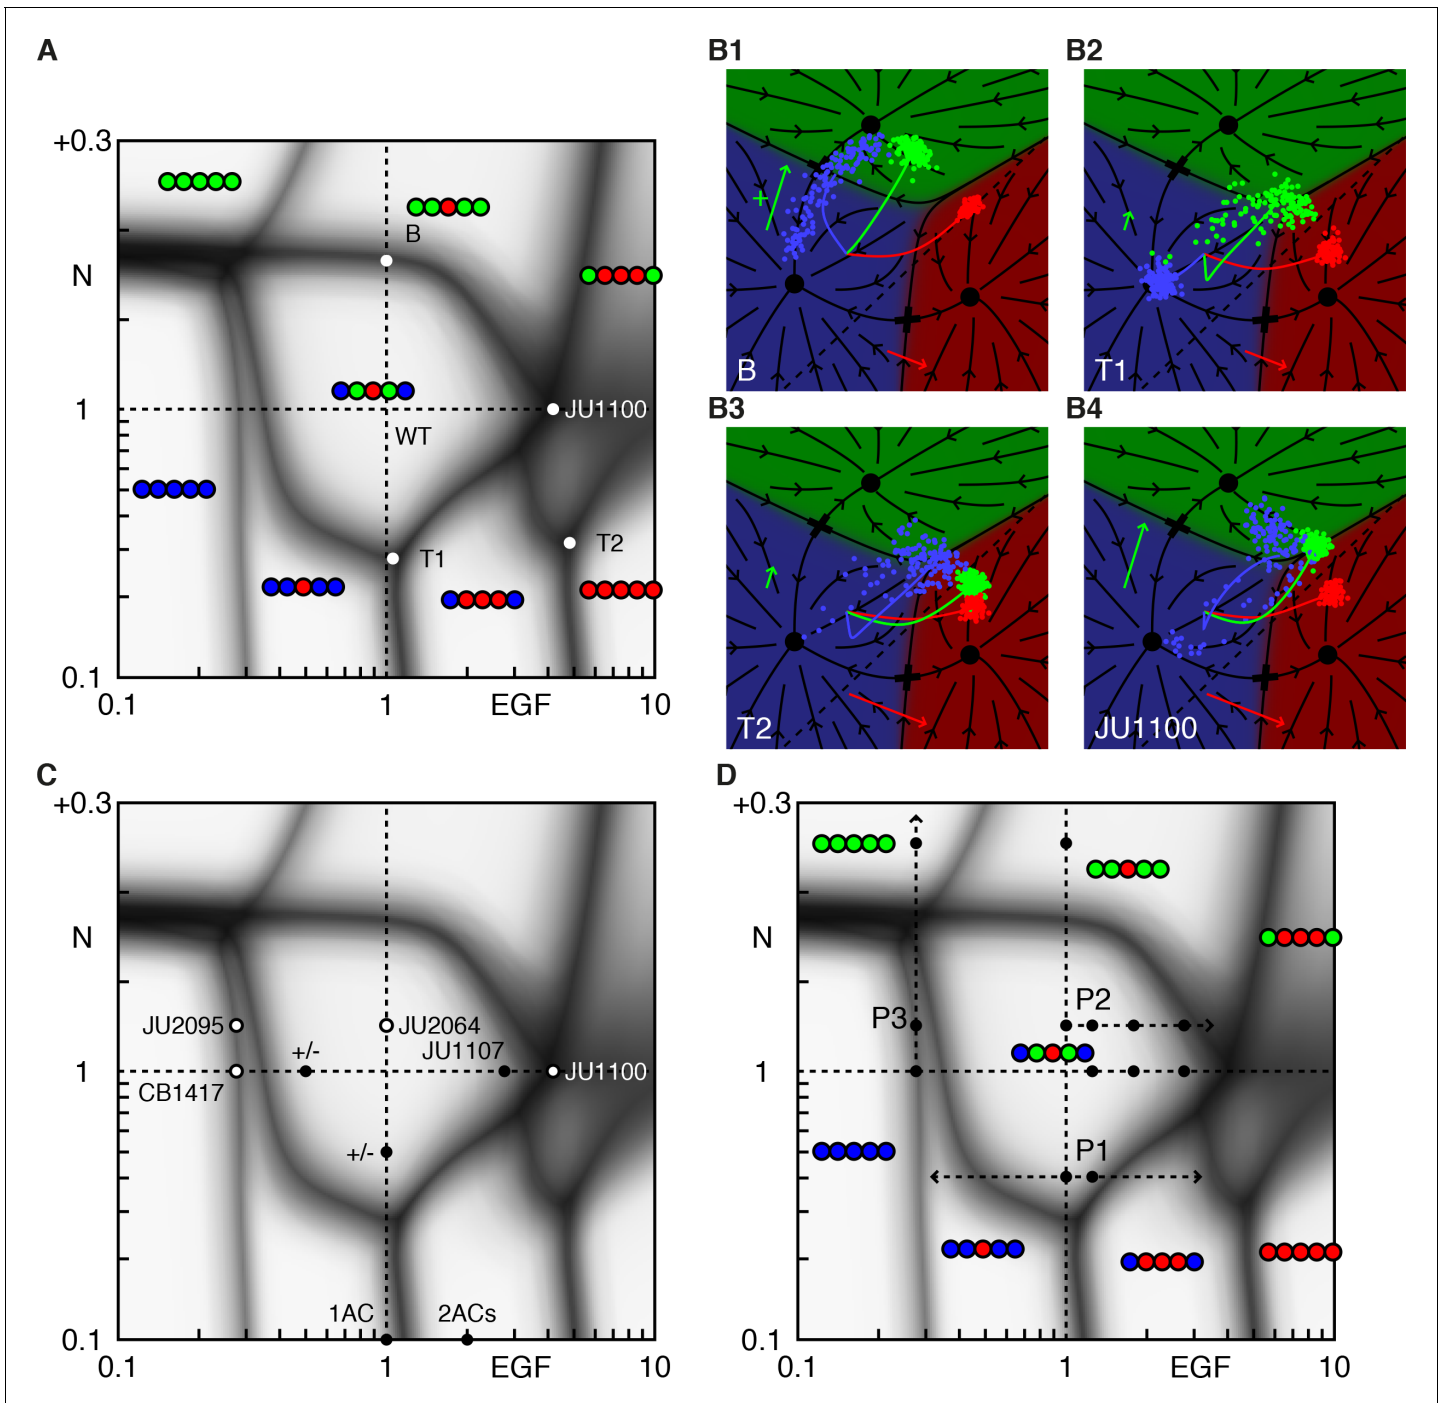 A
+0.3
N
1
0.1
0.1
1
EGF
10
B
WT
JU1100
T1
T2
B1
+
B
B2
T1
B3
T2
B4
JU1100
C
+0.3
N
1
0.1
0.1
1
EGF
10
JU2095
JU2064
+/-
JU1107
CB1417
JU1100
+/-
1AC
2ACs
D
+0.3
N
1
0.1
0.1
1
EGF
10
P3
P2
P1